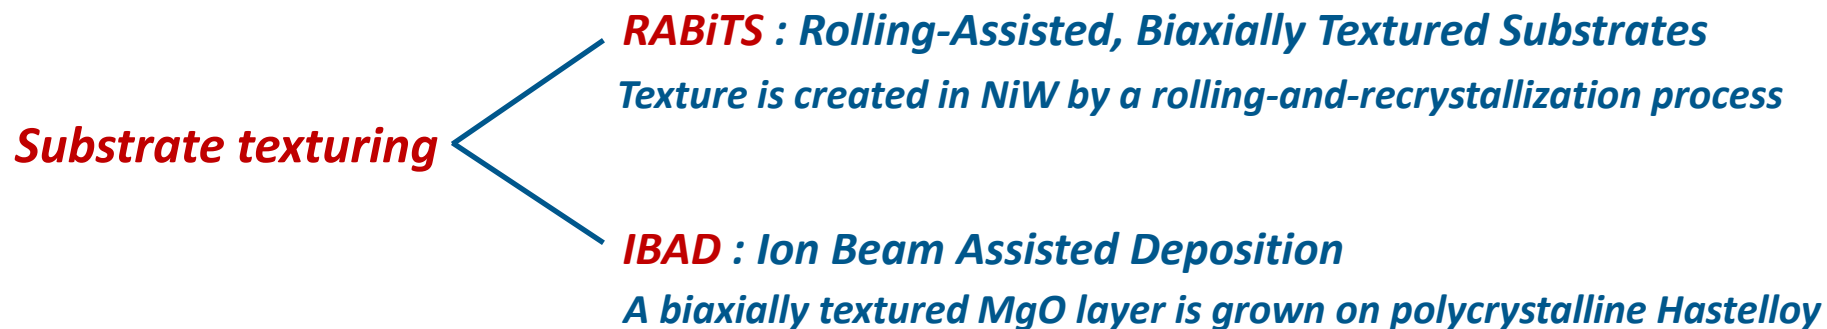 RABiTS : Rolling-Assisted, Biaxially Textured Substrates
Texture is created in NiW by a rolling-and-recrystallization process
Substrate texturing
IBAD : Ion Beam Assisted Deposition
A biaxially textured MgO layer is grown on polycrystalline Hastelloy